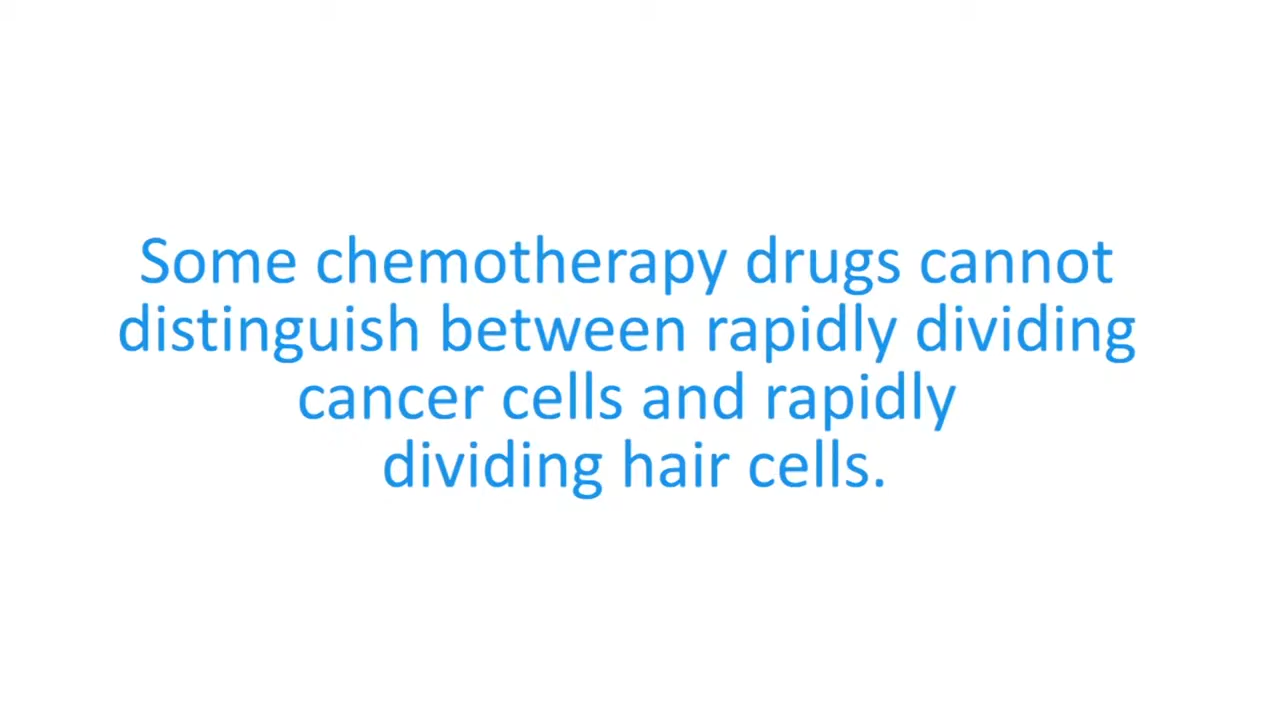 Some chemotherapy drugs cannot
distinguish between rapidly dividing
cancer cells and rapidly
dividing hair cells.